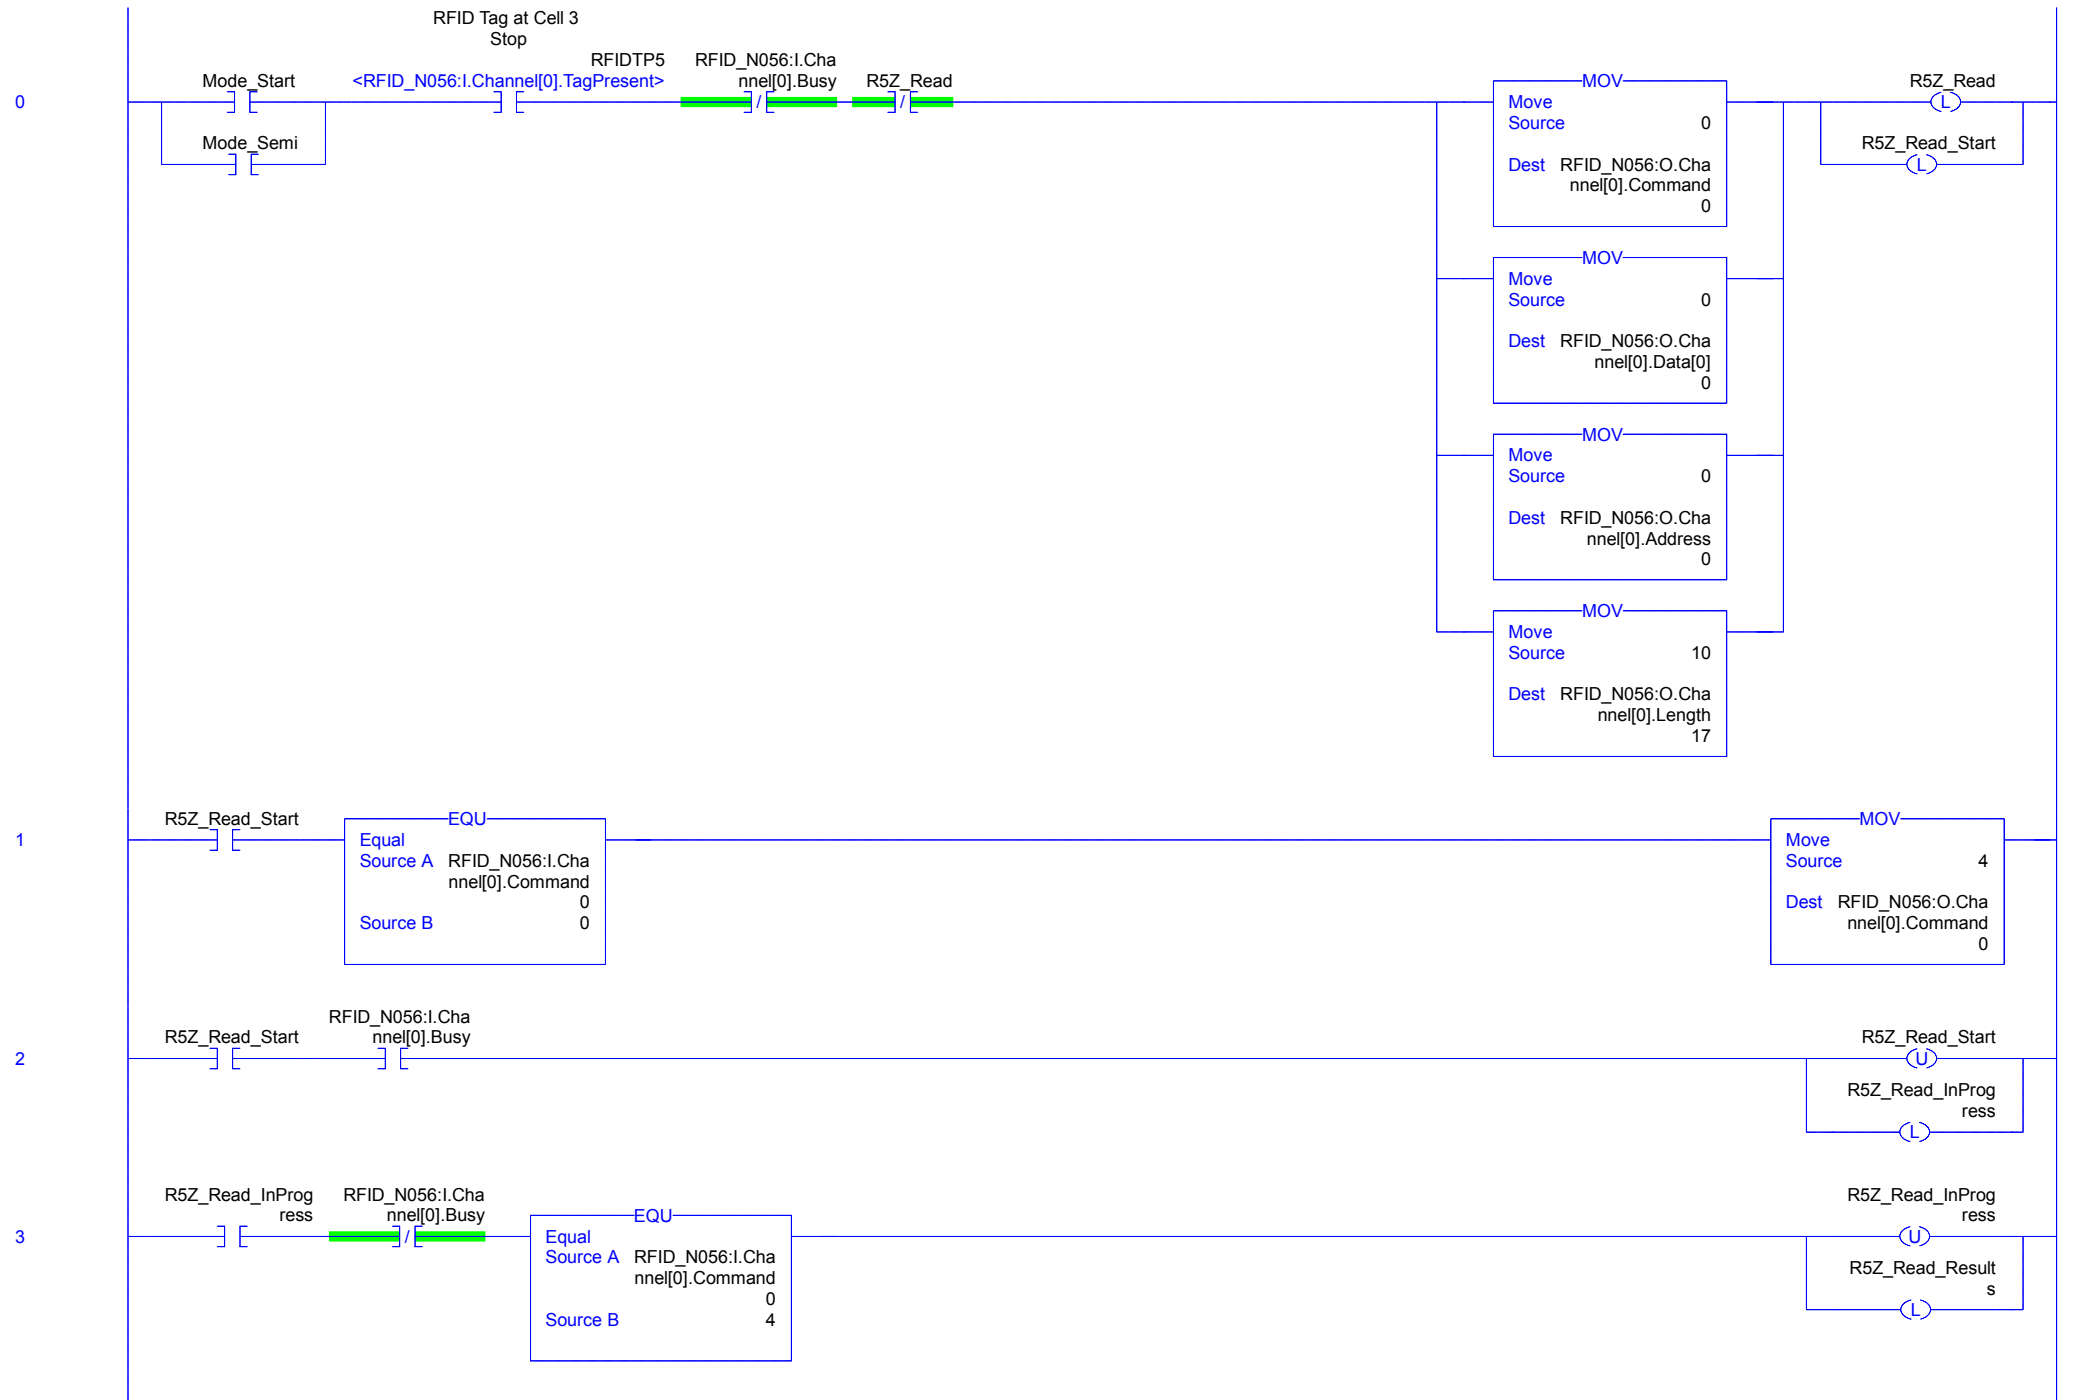 RFID Tag at Cell 3
Stop
RFIDTP5
<RFID_N056:I.Channel[0].TagPresent>
Mode_Start
RFID_N056:I.Cha
nnel[0].Busy
R5Z_Read
Mode_Semi
0
MOV
Move
Source 0
Dest RFID_N056:O.Cha
nnel[0].Command
0
R5Z_Read
L
R5Z_Read_Start
L
MOV
Move
Source 0
Dest RFID_N056:O.Cha
nnel[0].Data[0]
0
MOV
Move
Source 0
Dest RFID_N056:O.Cha
nnel[0].Address
0
MOV
Move
Source 10
Dest RFID_N056:O.Cha
nnel[0].Length
17
1
R5Z_Read_Start
EQU
Equal
Source A RFID_N056:I.Cha
nnel[0].Command
0
Source B 0
MOV
Move
Source 4
Dest RFID_N056:O.Cha
nnel[0].Command
0
2
R5Z_Read_Start
RFID_N056:I.Cha
nnel[0].Busy
R5Z_Read_Start
U
R5Z_Read_InProg
ress
L
3
R5Z_Read_InProg
ress
RFID_N056:I.Cha
nnel[0].Busy
EQU
Equal
Source A RFID_N056:I.Cha
nnel[0].Command
0
Source B 4
R5Z_Read_InProg
ress
U
R5Z_Read_Result
s
L